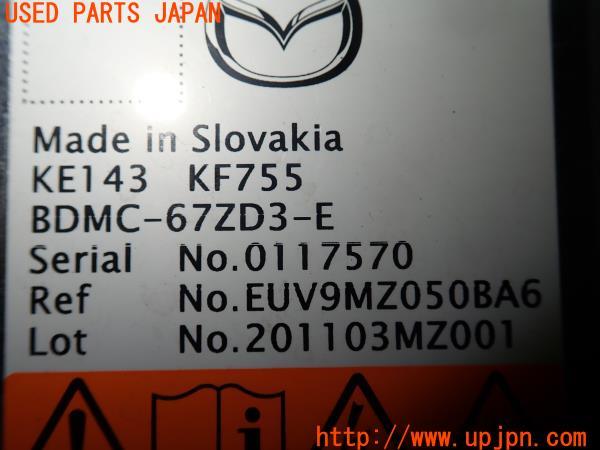 USED PARTS JAPAN
Made in Slovakia
KE143 KF755
BDMC-67ZD3-E
Serial No.0117570
Ref No.EUV9MZ050BA6
Lot No.201103MZ001
http://www.upjpn.com